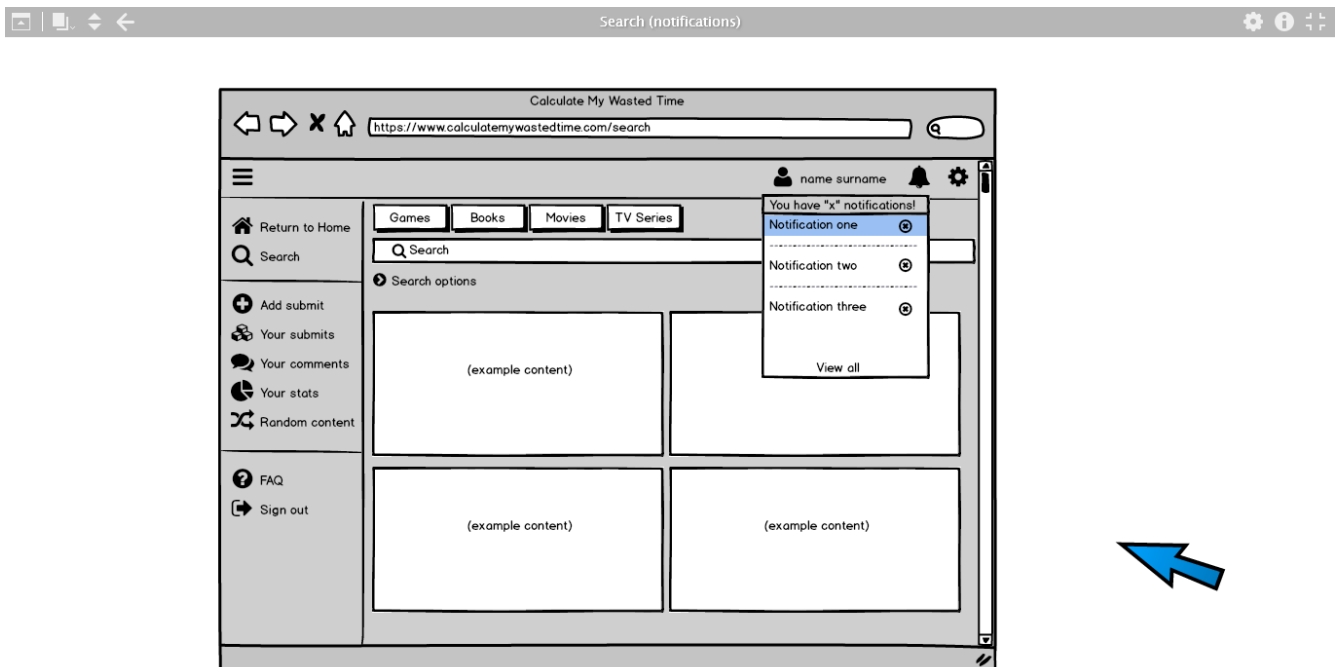 Search (notifications)
Calculate My Wasted Time
https://www.calculatemywastedtime.com/search
name surname
You have "x" notifications!
Notification one
Notification two
Notification three
View all
Return to Home
Search
Add submit
Your submits
Your comments
Your stats
Random content
FAQ
Sign out
Games Books Movies TV Series
Search
Search options
(example content)
(example content) (example content)